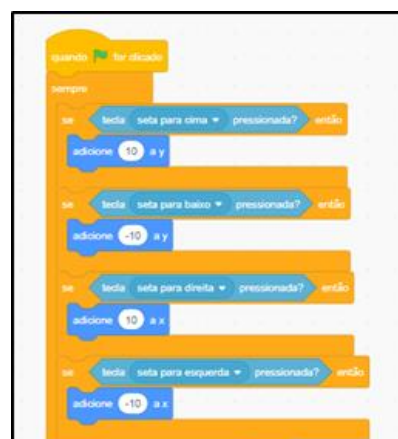 quando for clicado
sempre
se tecla seta para cima pressionada? então
adicione 10 a y
se tecla seta para baixo pressionada? então
adicione -10 a y
se tecla seta para direita pressionada? então
adicione 10 a x
se tecla seta para esquerda pressionada? então
adicione -10 a x